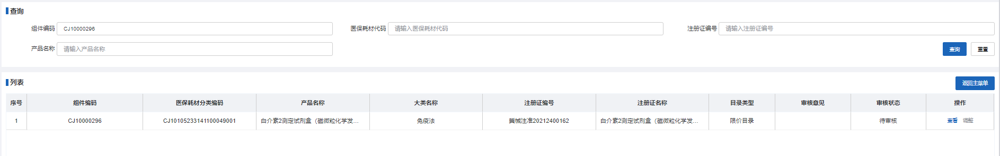 查询
组件编码 CJ10000296 医保耗材代码 请输入医保耗材代码 注册证编号 请输入注册证编号
产品名称 请输入产品名称 查询 重置
列表 返回主菜单
序号 组件编码 医保耗材分类编码 产品名称 大类名称 注册证编号 注册证名称 目录类型 审核意见 审核状态 操作
1 CJ10000296 CJ10105233141100049001 白介素2测定试剂盒（磁微粒化学发... 免疫法 冀械注准20212400162 白介素2测定试剂盒（磁微粒化学发... 限价目录 待审核 查看 调整